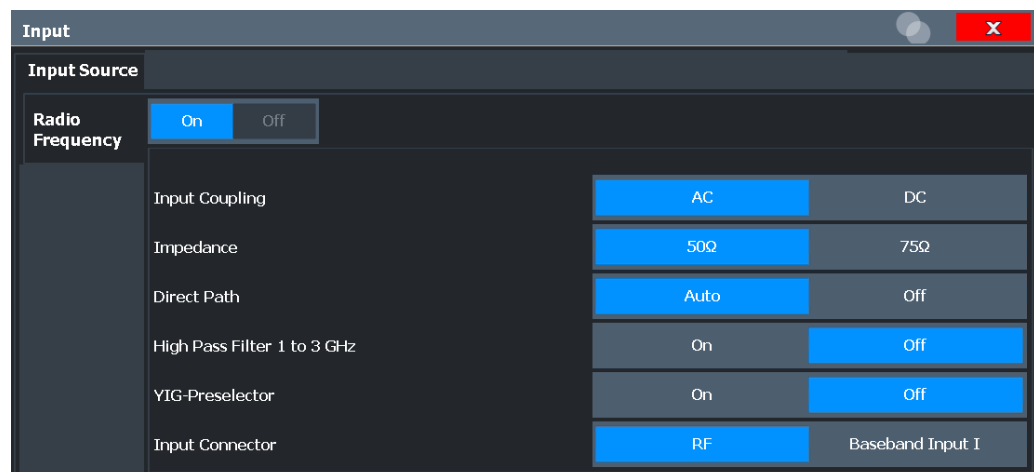 Input
X
Input Source
Radio
Frequency
On Off
Input Coupling AC DC
Impedance 50Ω 75Ω
Direct Path Auto Off
High Pass Filter 1 to 3 GHz On Off
YIG-Preselector On Off
Input Connector RF Baseband Input I